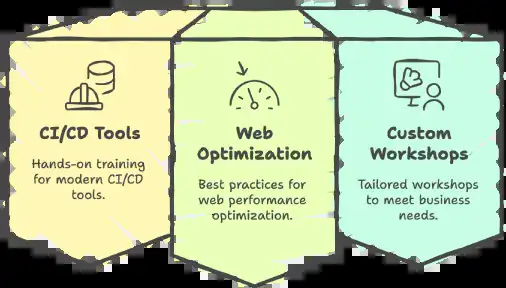 CI/CD Tools
Hands-on training
for modern CI/CD
tools.
Web
Optimization
Best practices for
web performance
optimization.
Custom
Workshops
Tailored workshops
to meet business
needs.